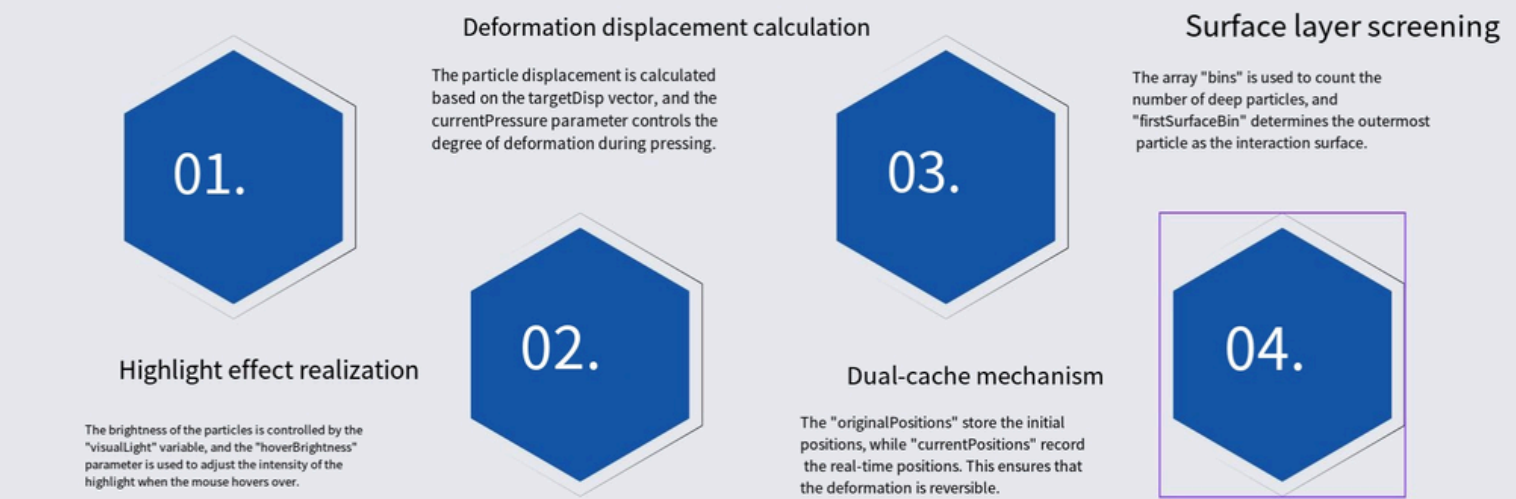 01.
Highlight effect realization
The brightness of the particles is controlled by the
"visualLight" variable, and the "hoverBrightness"
parameter is used to adjust the intensity of the
highlight when the mouse hovers over.
Deformation displacement calculation
The particle displacement is calculated
based on the targetDisp vector, and the
currentPressure parameter controls the
degree of deformation during pressing.
02.
03.
Dual-cache mechanism
The "originalPositions" store the initial
positions, while "currentPositions" record
the real-time positions. This ensures that
the deformation is reversible.
Surface layer screening
The array "bins" is used to count the
number of deep particles, and
"firstSurfaceBin" determines the outermost
particle as the interaction surface.
04.